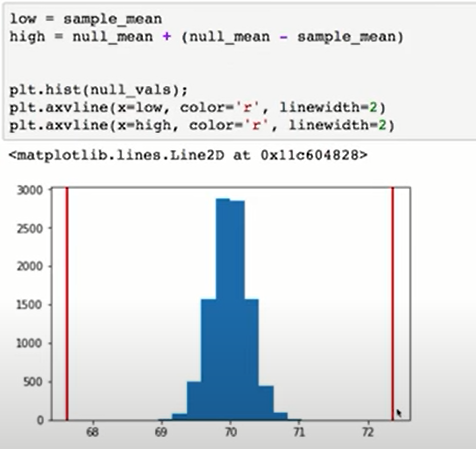 low = sample_mean
high = null_mean + (null_mean - sample_mean)
plt.hist(null_vals);
plt.axvline(x=low, color='r', linewidth=2)
plt.axvline(x=high, color='r', linewidth=2)
<matplotlib.lines.Line2D at 0x11c604828>
3000
2500
2000
1500
1000
500
0
68 69 70 71 72